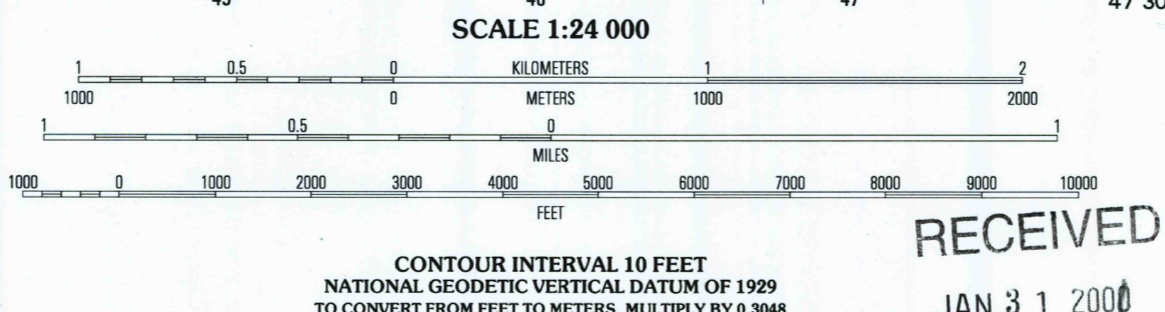 SCALE 1:24 000
1 0.5 0 KILOMETERS 1 2
1000 0 METERS 1000 2000
1 0.5 0 1
MILES
1000 0 1000 2000 3000 4000 5000 6000 7000 8000 9000 10000
FEET
CONTOUR INTERVAL 10 FEET
NATIONAL GEODETIC VERTICAL DATUM OF 1929
TO CONVERT FROM FEET TO METERS, MULTIPLY BY 0.3048
RECEIVED
JAN 3 1 2000